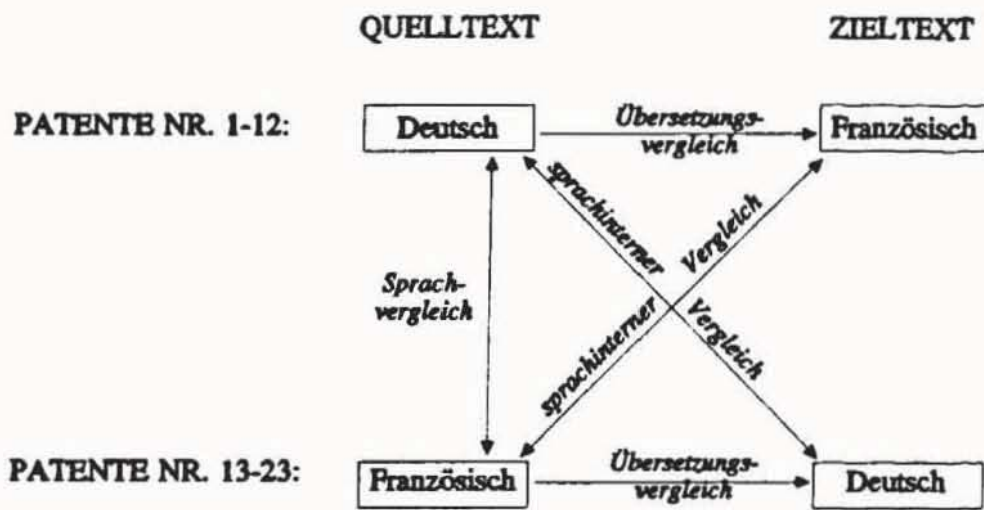 QUELLTEXT ZIELTEXT
PATENTE NR. 1-12: Deutsch Übersetzungs-
vergleich Französisch
sprachinterner Vergleich
Sprach-
vergleich
sprachinterner Vergleich
PATENTE NR. 13-23: Französisch Übersetzungs-
vergleich Deutsch